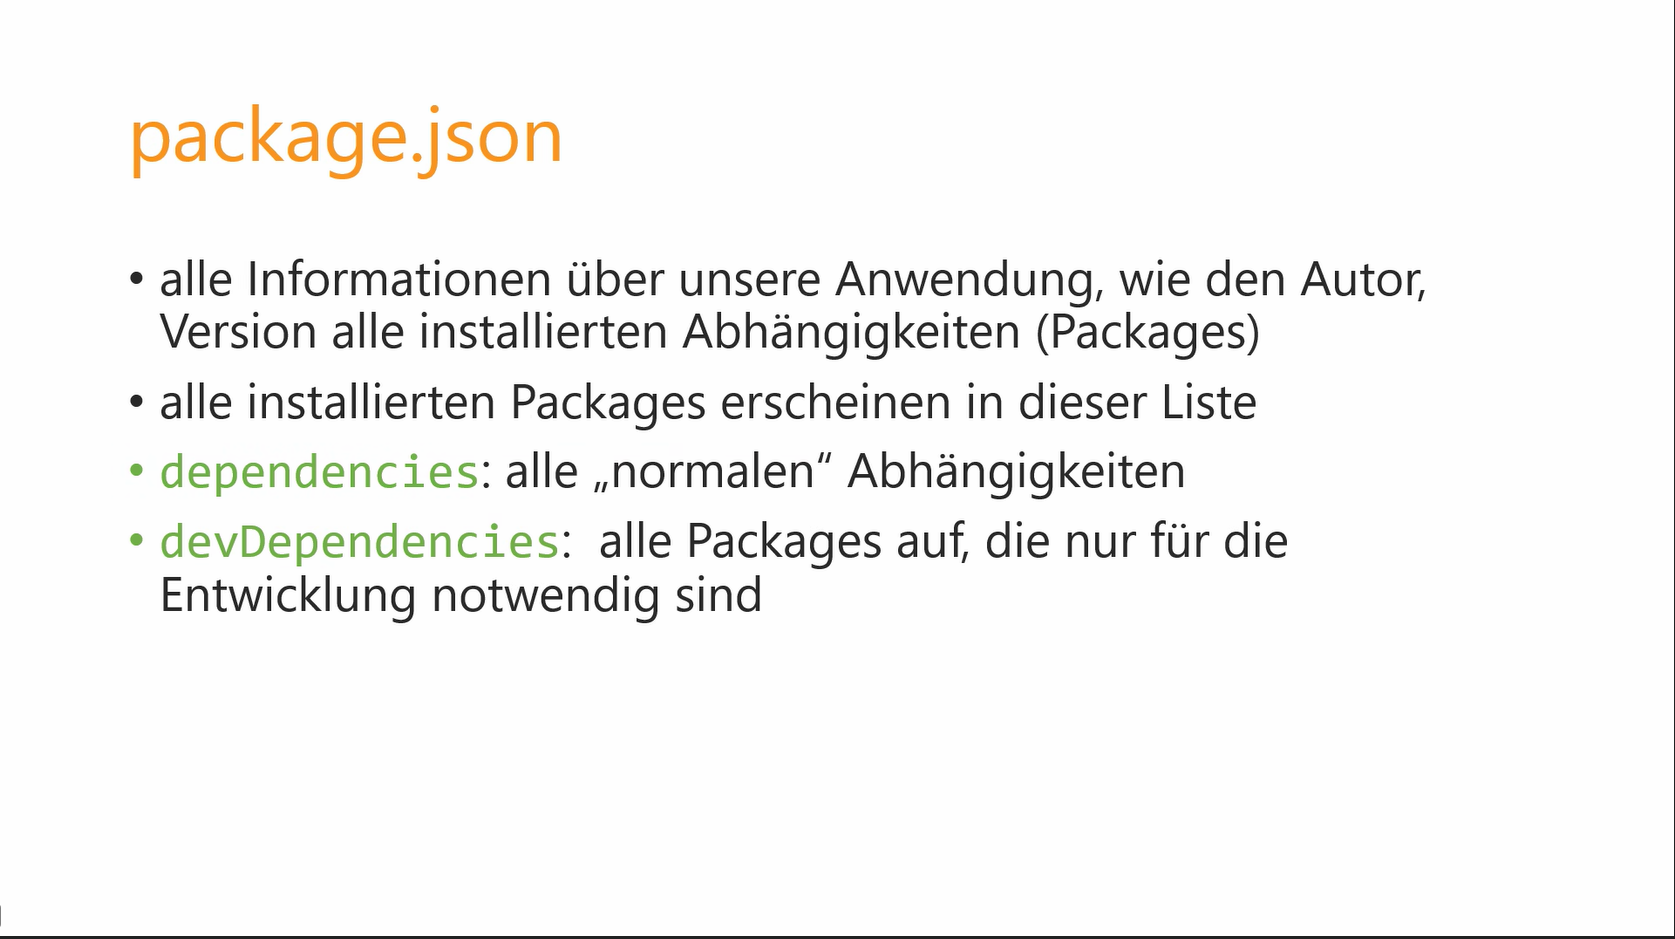 package.json
• alle Informationen über unsere Anwendung, wie den Autor,
Version alle installierten Abhängigkeiten (Packages)
• alle installierten Packages erscheinen in dieser Liste
• dependencies: alle „normalen“ Abhängigkeiten
• devDependencies:  alle Packages auf, die nur für die
Entwicklung notwendig sind